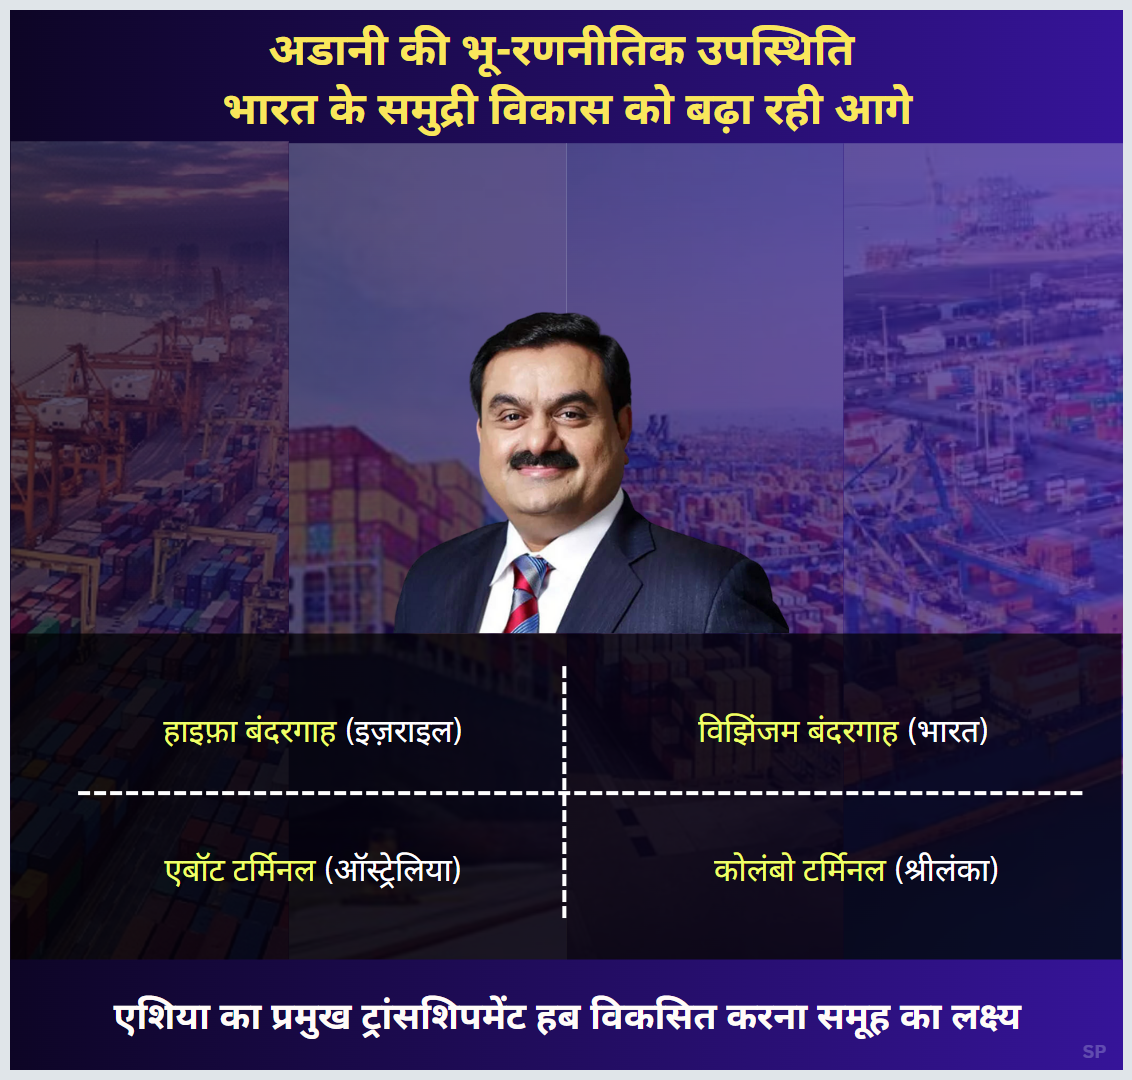 अडानी की भू-रणनीतिक उपस्थिति
भारत के समुद्री विकास को बढ़ा रही आगे
हाइफ़ा बंदरगाह (इज़राइल)
विझिंजम बंदरगाह (भारत)
एबॉट टर्मिनल (ऑस्ट्रेलिया)
कोलंबो टर्मिनल (श्रीलंका)
एशिया का प्रमुख ट्रांसशिपमेंट हब विकसित करना समूह का लक्ष्य
SP